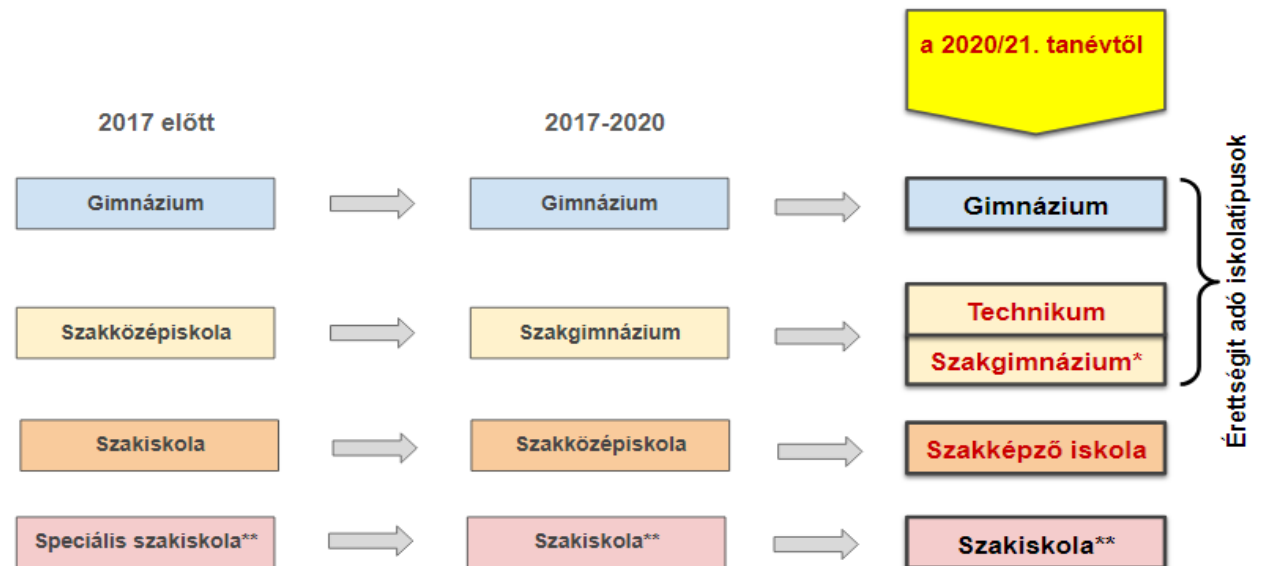 a 2020/21. tanévtől
2017 előtt
2017-2020
Gimnázium
Gimnázium
Gimnázium
Szakközépiskola
Szakgimnázium
Technikum
Szakgimnázium*
Érettségit adó iskolatípusok
Szakiskola
Szakközépiskola
Szakképző iskola
Speciális szakiskola**
Szakiskola**
Szakiskola**